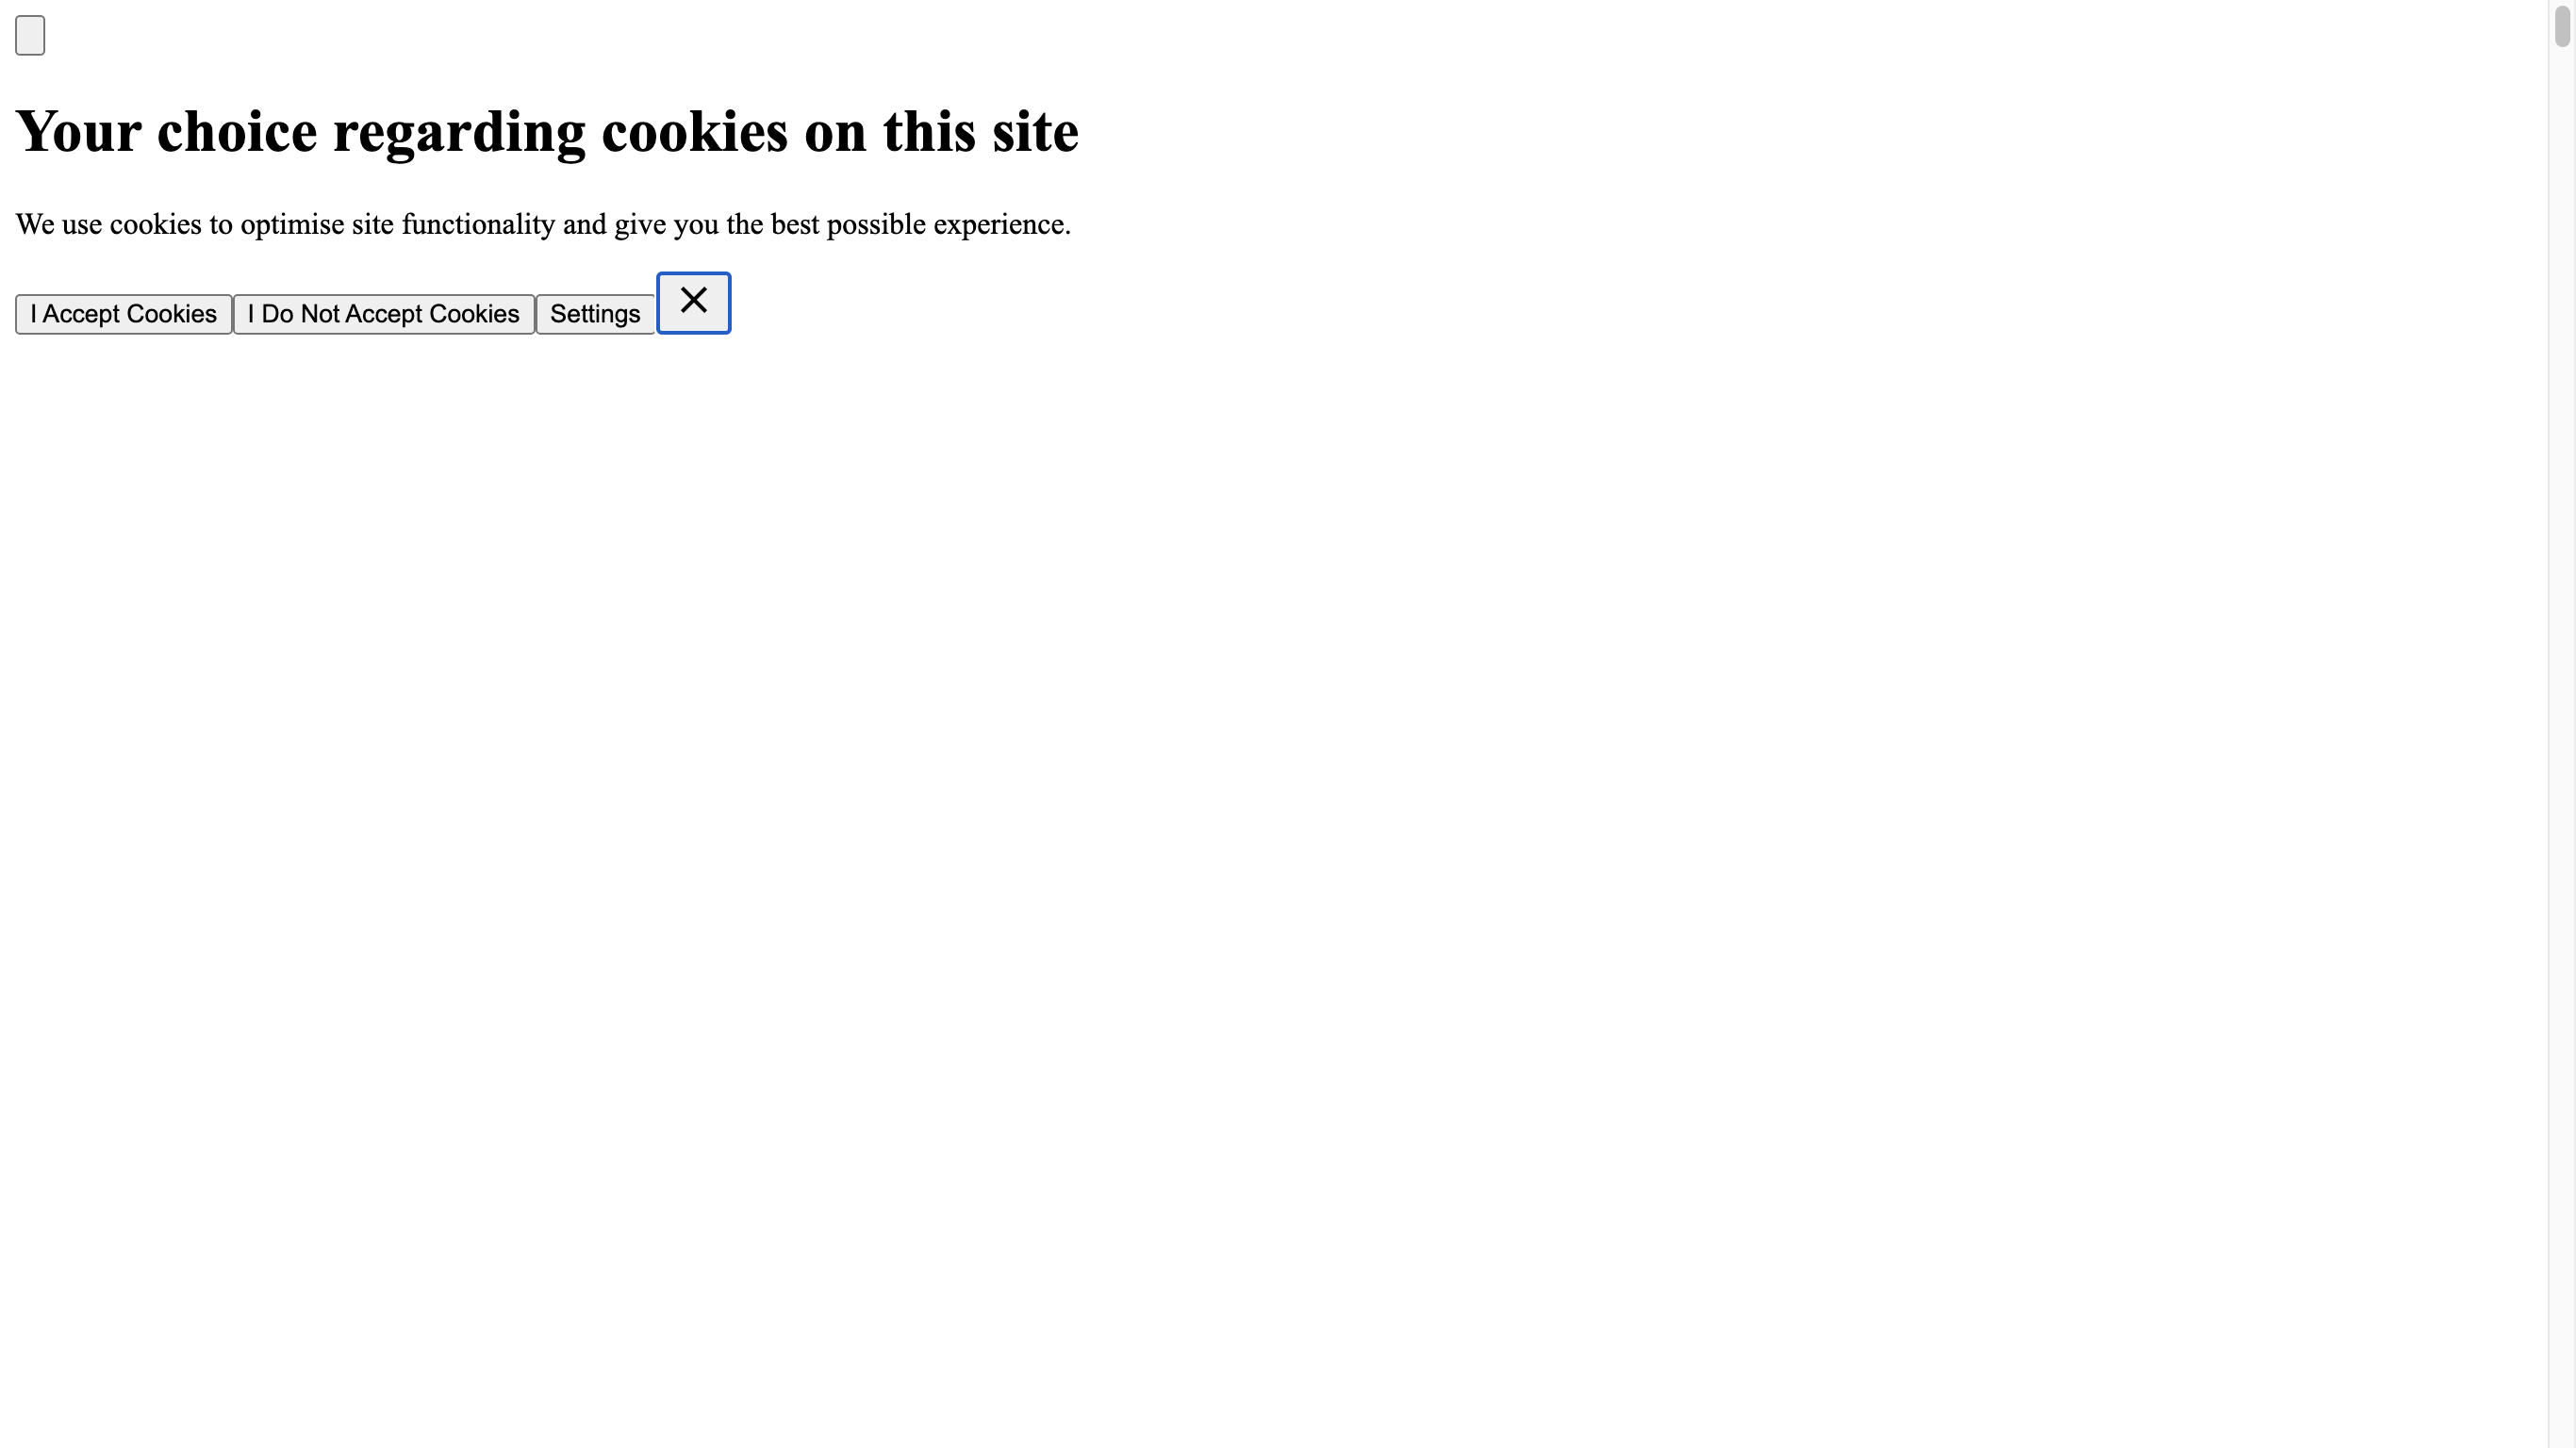 Your choice regarding cookies on this site
We use cookies to optimise site functionality and give you the best possible experience.
I Accept Cookies I Do Not Accept Cookies Settings